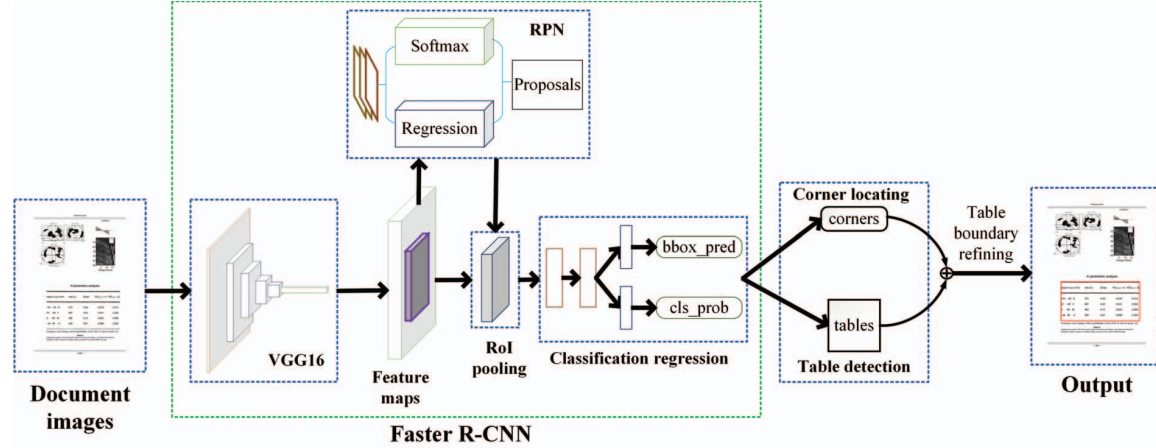 RPN
Softmax
Proposals
Regression
Corner locating
corners
Table
boundary
refining
bbox_pred
cls_prob
tables
VGG16
RoI
pooling
Classification regression
Table detection
Feature
maps
Document
images
Output
Faster R-CNN